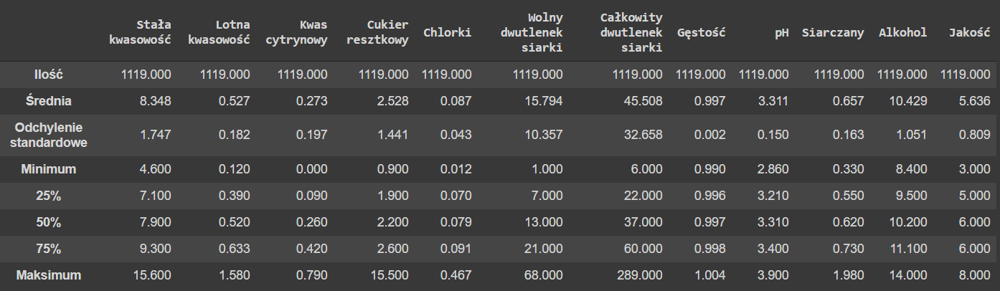 Stała kwasowość Lotna kwasowość Kwas cytrynowy Cukier resztkowy Chlorki Wolny dwutlenek siarki Całkowity dwutlenek siarki Gęstość pH Siarczany Alkohol Jakość
Ilość 1119.000 1119.000 1119.000 1119.000 1119.000 1119.000 1119.000 1119.000 1119.000 1119.000 1119.000 1119.000
Średnia 8.348 0.527 0.273 2.528 0.087 15.794 45.508 0.997 3.311 0.657 10.429 5.636
Odchylenie standardowe 1.747 0.182 0.197 1.441 0.043 10.357 32.658 0.002 0.150 0.163 1.051 0.809
Minimum 4.600 0.120 0.000 0.900 0.012 1.000 6.000 0.990 2.860 0.330 8.400 3.000
25% 7.100 0.390 0.090 1.900 0.070 7.000 22.000 0.996 3.210 0.550 9.500 5.000
50% 7.900 0.520 0.260 2.200 0.079 13.000 37.000 0.997 3.310 0.620 10.200 6.000
75% 9.300 0.633 0.420 2.600 0.091 21.000 60.000 0.998 3.400 0.730 11.100 6.000
Maksimum 15.600 1.580 0.790 15.500 0.467 68.000 289.000 1.004 3.900 1.980 14.000 8.000